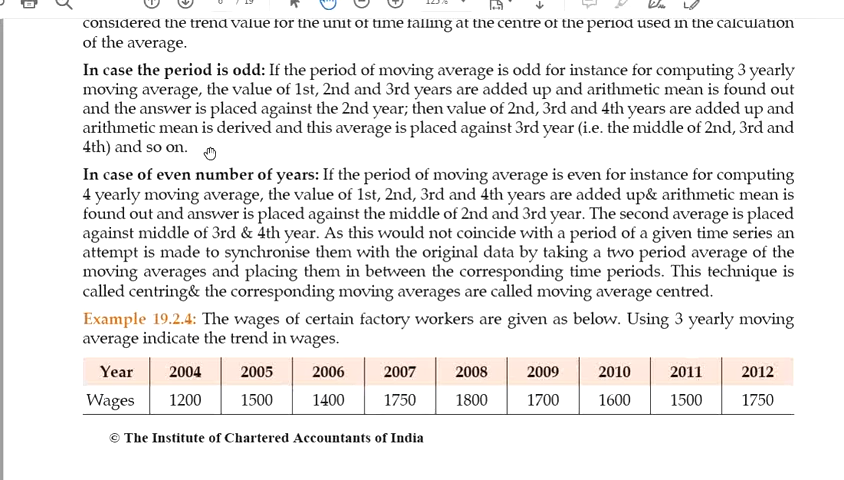 considered the trend value for the unit of time falling at the centre of the period used in the calculation
of the average.
In case the period is odd: If the period of moving average is odd for instance for computing 3 yearly
moving average, the value of 1st, 2nd and 3rd years are added up and arithmetic mean is found out
and the answer is placed against the 2nd year; then value of 2nd, 3rd and 4th years are added up and
arithmetic mean is derived and this average is placed against 3rd year (i.e. the middle of 2nd, 3rd and
4th) and so on.
In case of even number of years: If the period of moving average is even for instance for computing
4 yearly moving average, the value of 1st, 2nd, 3rd and 4th years are added up& arithmetic mean is
found out and answer is placed against the middle of 2nd and 3rd year. The second average is placed
against middle of 3rd & 4th year. As this would not coincide with a period of a given time series an
attempt is made to synchronise them with the original data by taking a two period average of the
moving averages and placing them in between the corresponding time periods. This technique is
called centring& the corresponding moving averages are called moving average centred.
Example 19.2.4: The wages of certain factory workers are given as below. Using 3 yearly moving
average indicate the trend in wages.
Year 2004 2005 2006 2007 2008 2009 2010 2011 2012
Wages 1200 1500 1400 1750 1800 1700 1600 1500 1750
© The Institute of Chartered Accountants of India